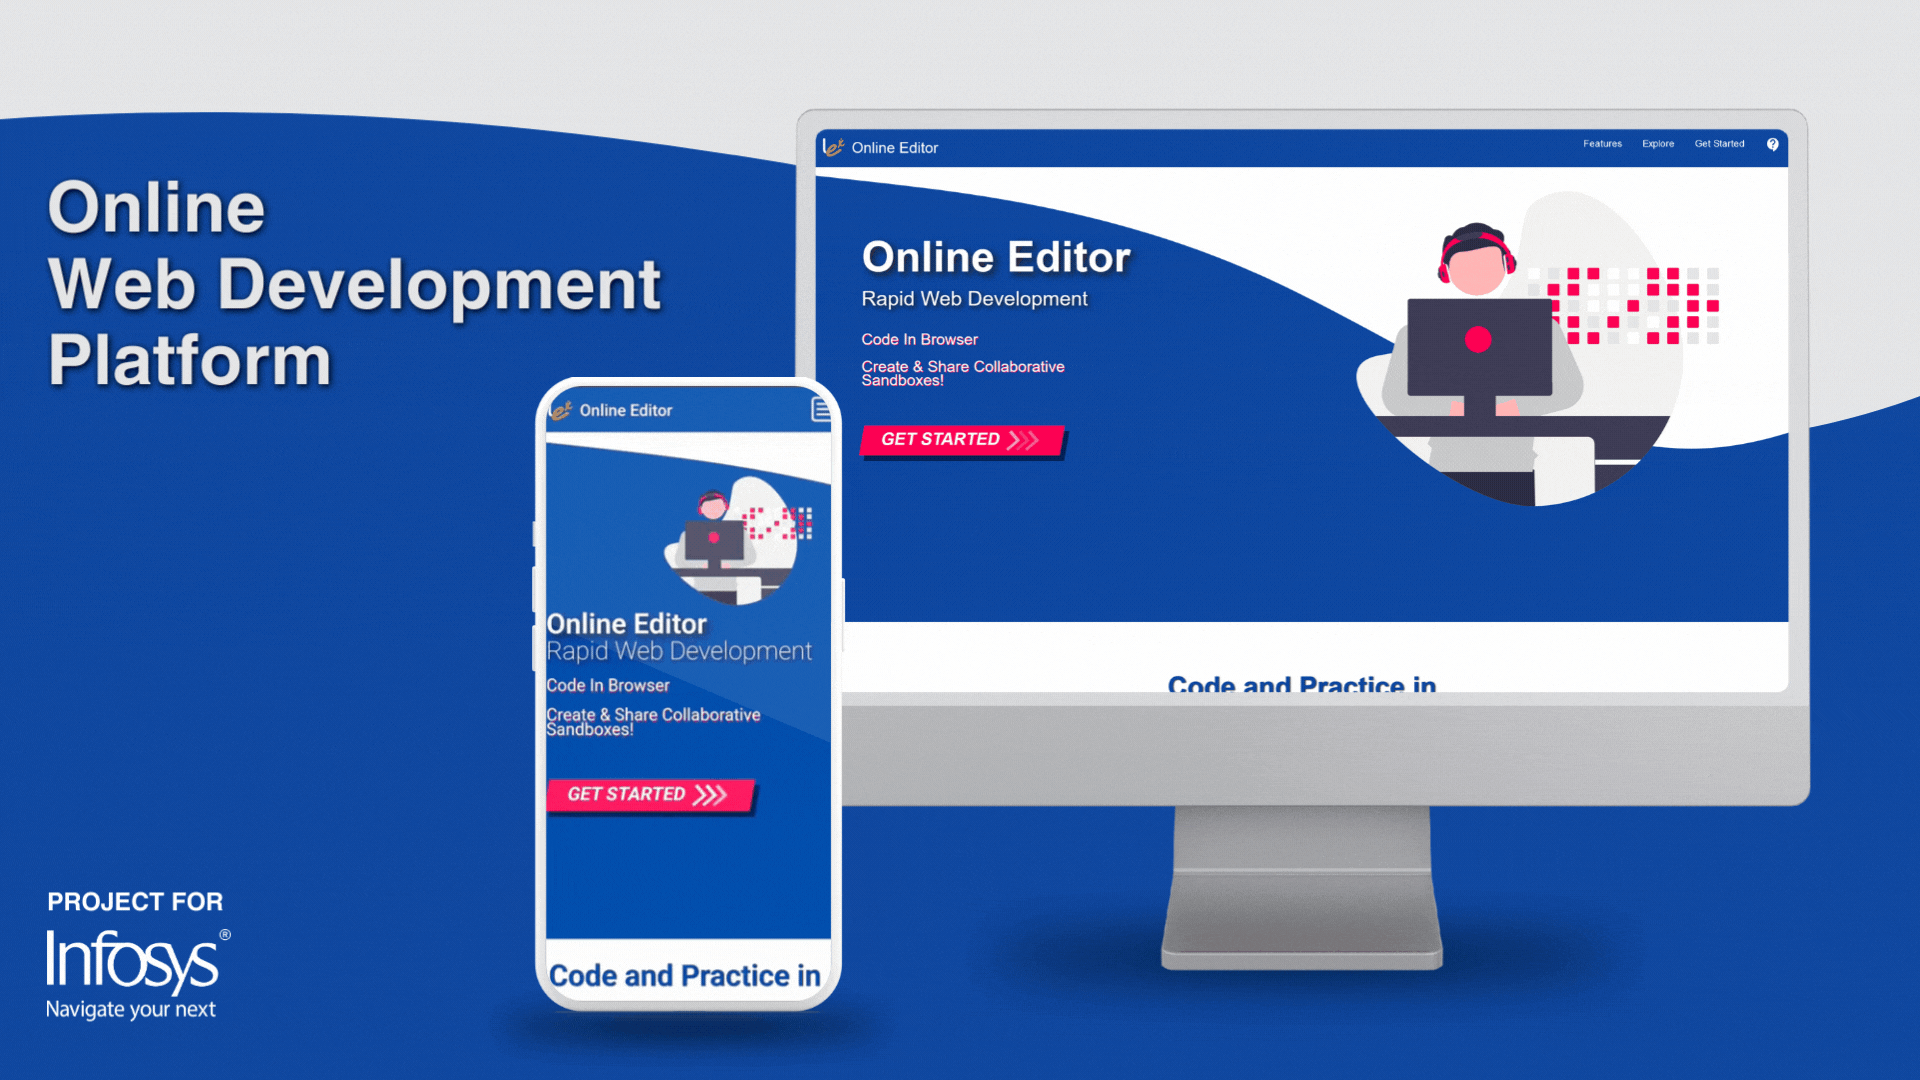 Online
Web Development
Platform
PROJECT FOR
Infosys®
Navigate your next
Online Editor
Online Editor
Rapid Web Development
Code In Browser
Create & Share Collaborative
Sandboxes!
GET STARTED
Code and Practice in
Online Editor
Features Explore Get Started
Online Editor
Rapid Web Development
Code In Browser
Create & Share Collaborative
Sandboxes!
GET STARTED
Code and Practice in